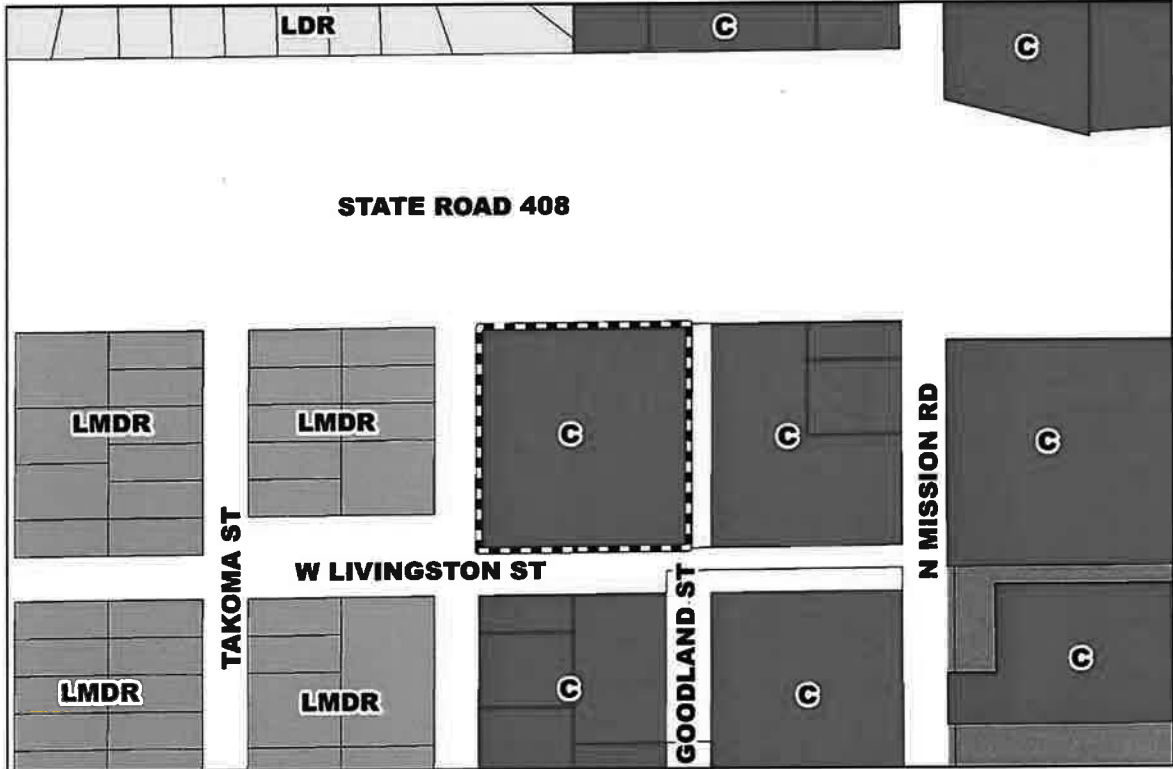 LDR
C
C
STATE ROAD 408
LMDR
LMDR
C
C
C
N MISSION RD
TAKOMA ST
W LIVINGSTON ST
GOODLAND ST
LMDR
LMDR
C
C
C